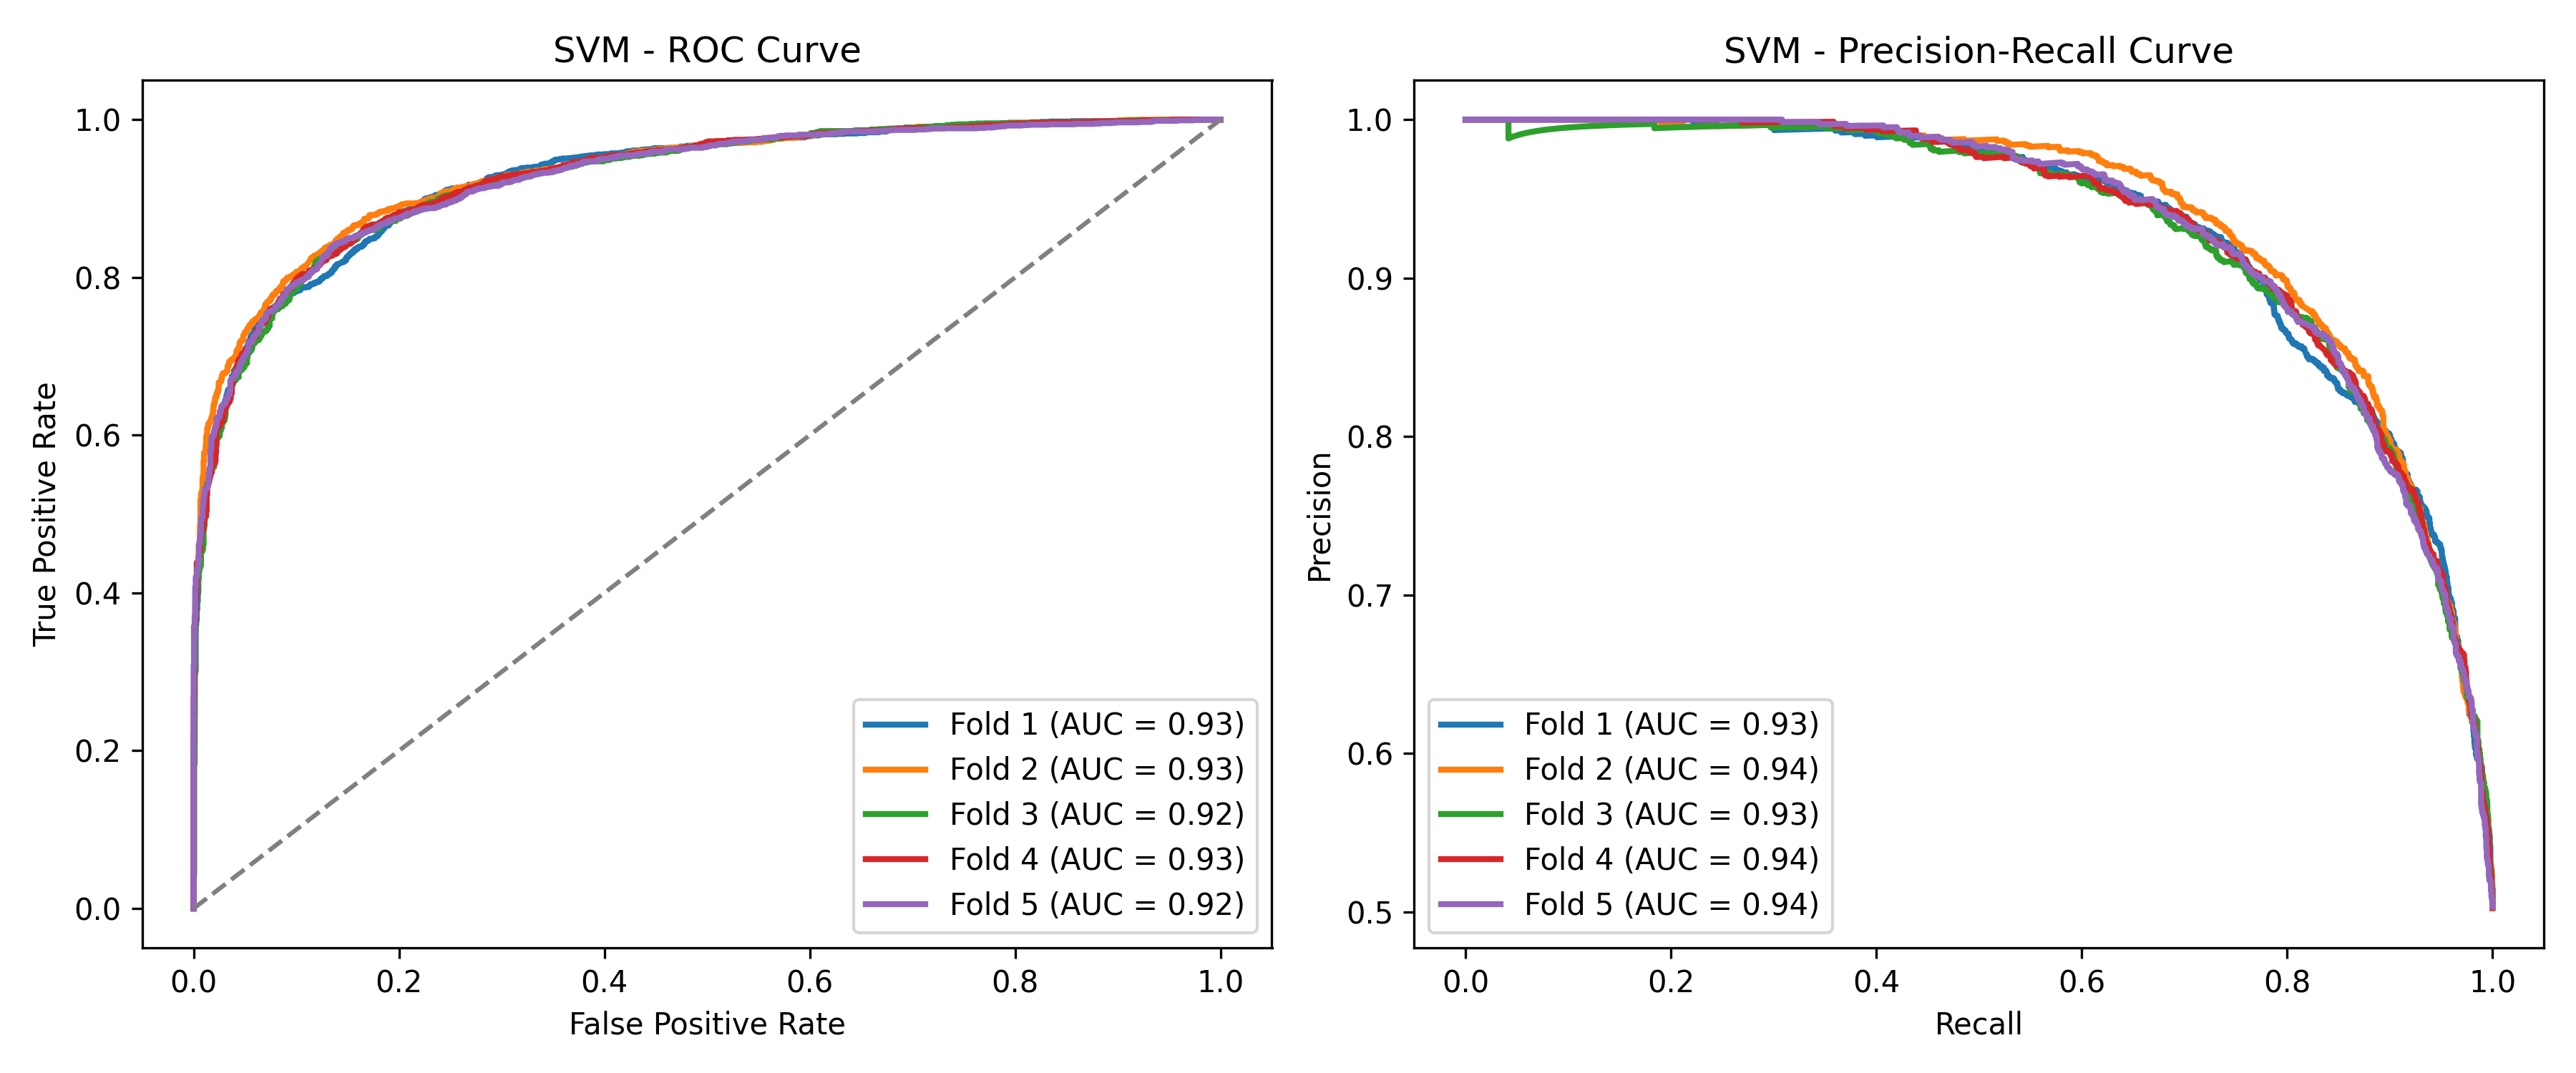 SVM - ROC Curve
True Positive Rate
1.0
0.8
0.6
0.4
0.2
0.0
0.0 0.2 0.4 0.6 0.8 1.0
False Positive Rate
Fold 1 (AUC = 0.93)
Fold 2 (AUC = 0.93)
Fold 3 (AUC = 0.92)
Fold 4 (AUC = 0.93)
Fold 5 (AUC = 0.92)
SVM - Precision-Recall Curve
Precision
1.0
0.9
0.8
0.7
0.6
0.5
0.0 0.2 0.4 0.6 0.8 1.0
Recall
Fold 1 (AUC = 0.93)
Fold 2 (AUC = 0.94)
Fold 3 (AUC = 0.93)
Fold 4 (AUC = 0.94)
Fold 5 (AUC = 0.94)